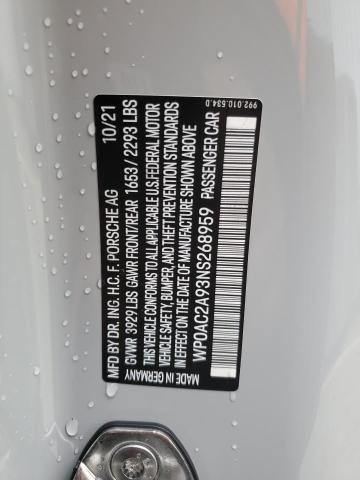 992.010.534.0
MFD BY DR. ING. H.C. F. PORSCHE AG 10/21
GVWR 3929 LBS GAWR FRONT/REAR 1653 / 2293 LBS
THIS VEHICLE CONFORMS TO ALL APPLICABLE U.S. FEDERAL MOTOR
VEHICLE SAFETY, BUMPER, AND THEFT PREVENTION STANDARDS
IN EFFECT ON THE DATE OF MANUFACTURE SHOWN ABOVE
WP0AC2A93NS268959 PASSENGER CAR
MADE IN GERMANY